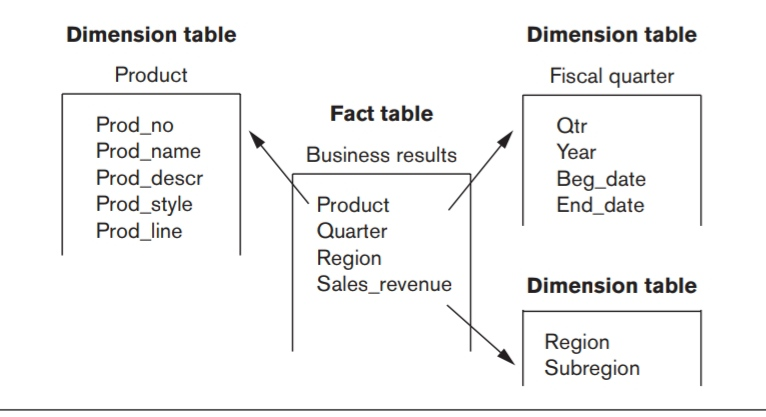 Dimension table
Product
Prod_no
Prod_name
Prod_descr
Prod_style
Prod_line
Fact table
Business results
Product
Quarter
Region
Sales_revenue
Dimension table
Fiscal quarter
Qtr
Year
Beg_date
End_date
Dimension table
Region
Subregion